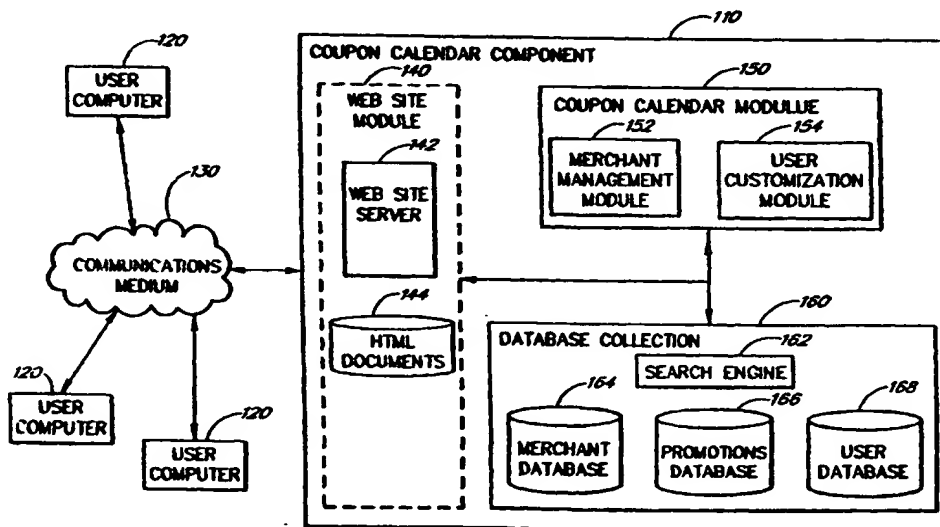 110
120
USER
COMPUTER
COUPON CALENDAR COMPONENT
140
WEB SITE
MODULE
150
COUPON CALENDAR MODULUE
152
MERCHANT
MANAGEMENT
MODULE
154
USER
CUSTOMIZATION
MODULE
142
WEB SITE
SERVER
130
COMMUNICATIONS
MEDIUM
144
HTML
DOCUMENTS
160
DATABASE COLLECTION
162
SEARCH ENGINE
164
MERCHANT
DATABASE
166
PROMOTIONS
DATABASE
168
USER
DATABASE
120
USER
COMPUTER
120
USER
COMPUTER